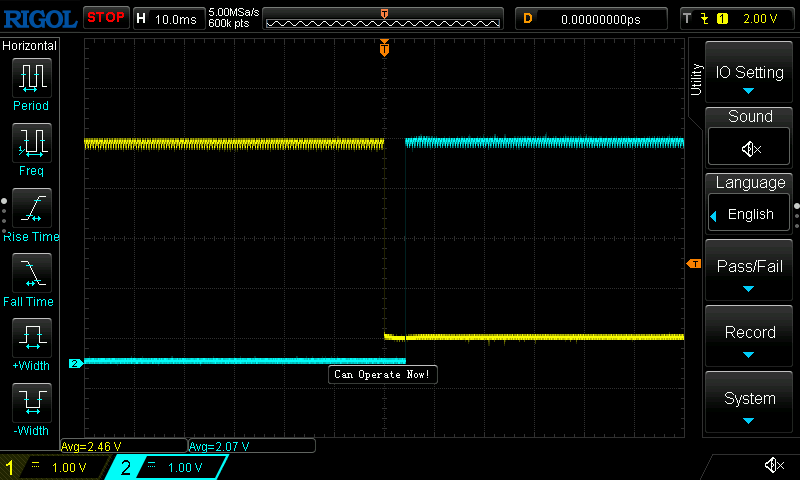 RIGOL STOP H 10.0ms 5.00MSa/s 600k pts T D 0.00000000ps T 1 2.00 V
Horizontal
Period
Freq
Rise Time
Fall Time
+Width
-Width
T
T
2
Can Operate Now!
Utility
IO Setting
Sound
Language
English
Pass/Fail
Record
System
Avg=2.46 V Avg=2.07 V
1 1.00 V 2 1.00 V